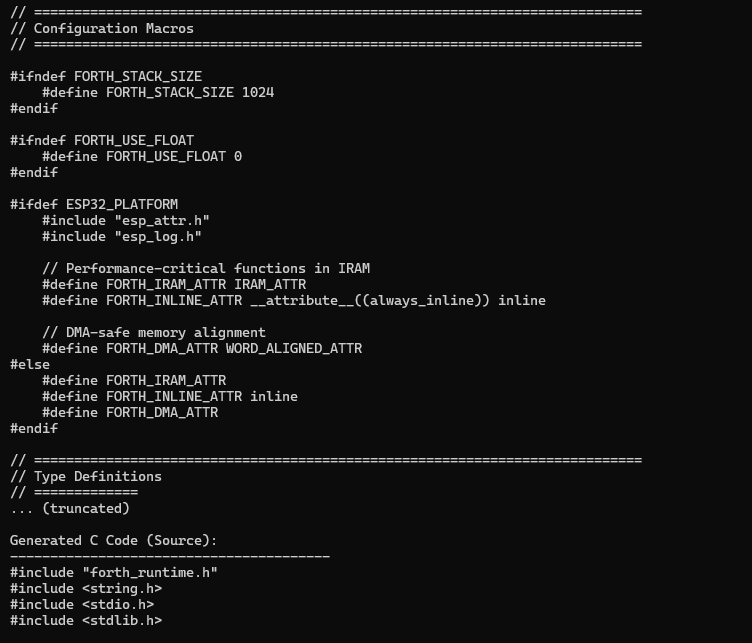 // ============================================================================
// Configuration Macros
// ============================================================================

#ifndef FORTH_STACK_SIZE
    #define FORTH_STACK_SIZE 1024
#endif

#ifndef FORTH_USE_FLOAT
    #define FORTH_USE_FLOAT 0
#endif

#ifdef ESP32_PLATFORM
    #include "esp_attr.h"
    #include "esp_log.h"

    // Performance-critical functions in IRAM
    #define FORTH_IRAM_ATTR IRAM_ATTR
    #define FORTH_INLINE_ATTR __attribute__((always_inline)) inline

    // DMA-safe memory alignment
    #define FORTH_DMA_ATTR WORD_ALIGNED_ATTR
#else
    #define FORTH_IRAM_ATTR
    #define FORTH_INLINE_ATTR inline
    #define FORTH_DMA_ATTR
#endif

// ============================================================================
// Type Definitions
// =============
... (truncated)

Generated C Code (Source):
----------------------------------------
#include "forth_runtime.h"
#include <string.h>
#include <stdio.h>
#include <stdlib.h>